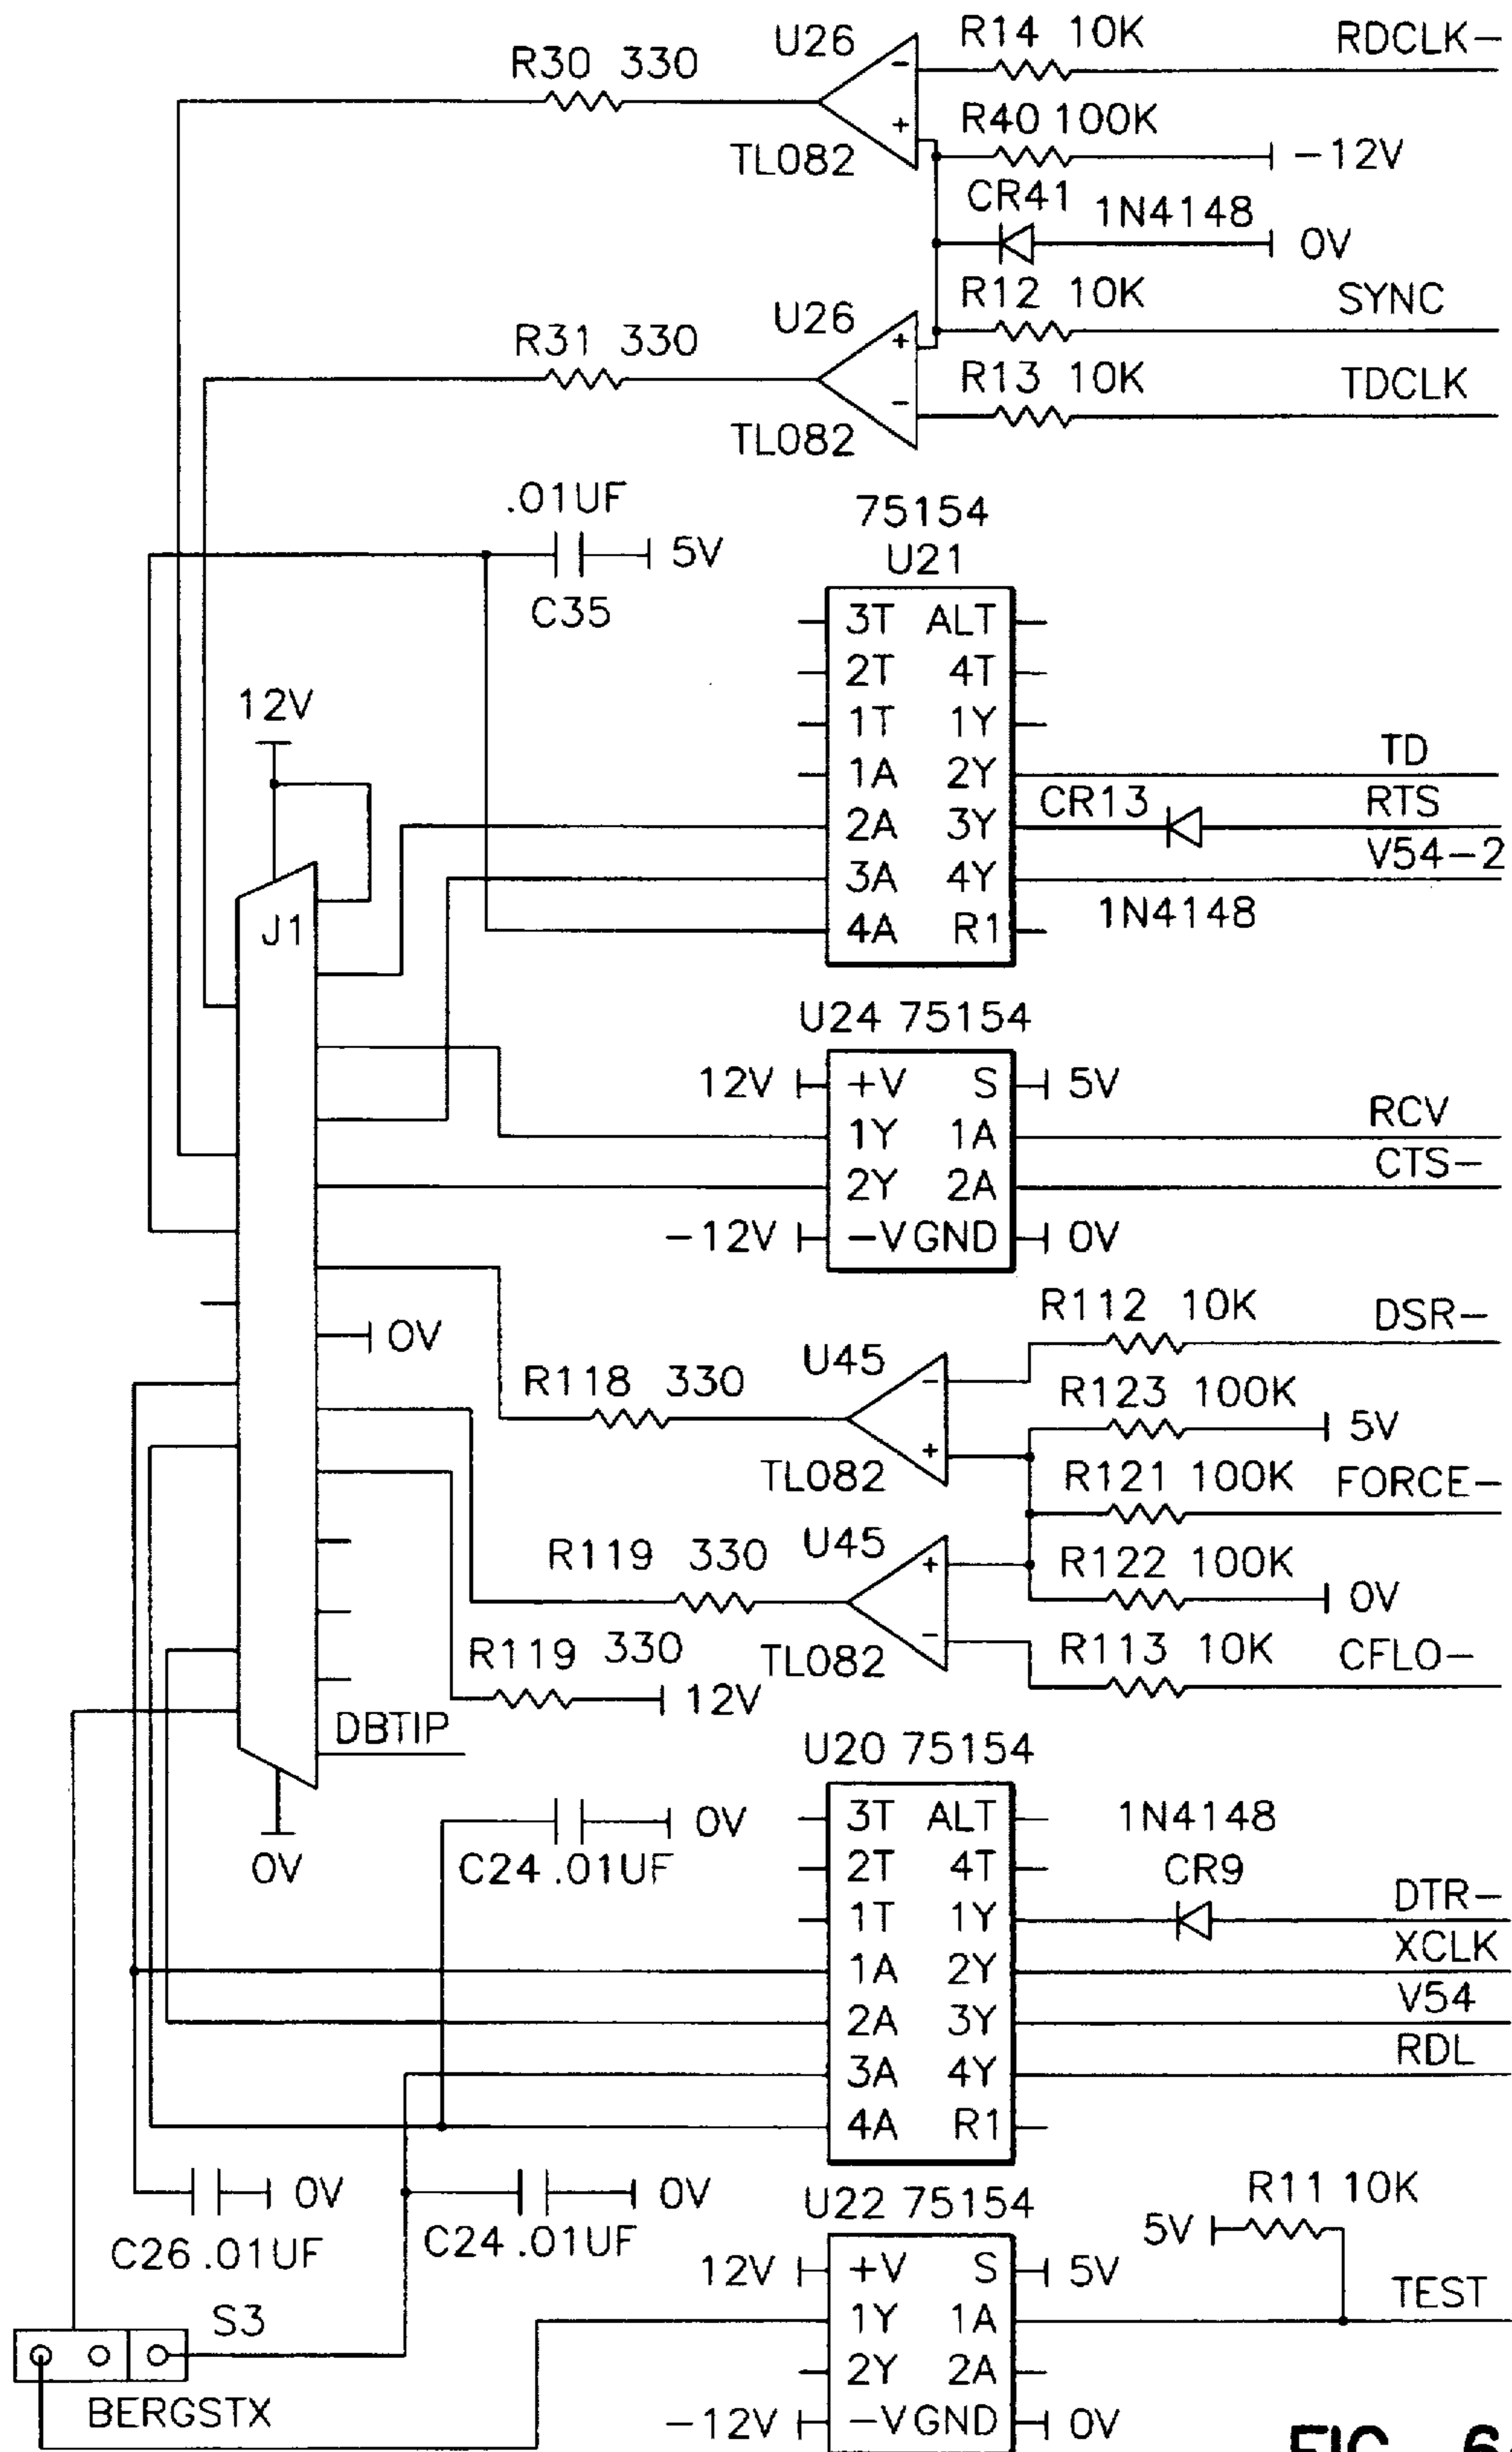 U26 R14 10K RDCLK-
R30 330 -
+ R40 100K
TL082 -12V
CR41 1N4148
0V
U26 R12 10K SYNC
R31 330 +
R13 10K TDCLK
-
TL082
.01UF 75154
5V U21
C35 3T ALT
2T 4T
12V 1T 1Y
1A 2Y TD
CR13 RTS
2A 3Y
V54-2
3A 4Y
1N4148
J1 4A R1
U24 75154
12V +V S 5V
RCV
1Y 1A
CTS-
2Y 2A
-12V -V GND 0V
R112 10K DSR-
0V U45
R118 330 - R123 100K
+ 5V
TL082 R121 100K FORCE-
R119 330 U45 + R122 100K
0V
R119 330 TL082 - R113 10K CFLO-
12V
DBTIP
U20 75154
0V 3T ALT 1N4148
0V C24 .01UF 2T 4T CR9
DTR-
1T 1Y
XCLK
1A 2Y
V54
2A 3Y
RDL
3A 4Y
4A R1
0V 0V U22 75154 R11 10K
C26 .01UF C24 .01UF 5V
12V +V S 5V
TEST
S3 1Y 1A
2Y 2A
BERGSTX
-12V -V GND 0V